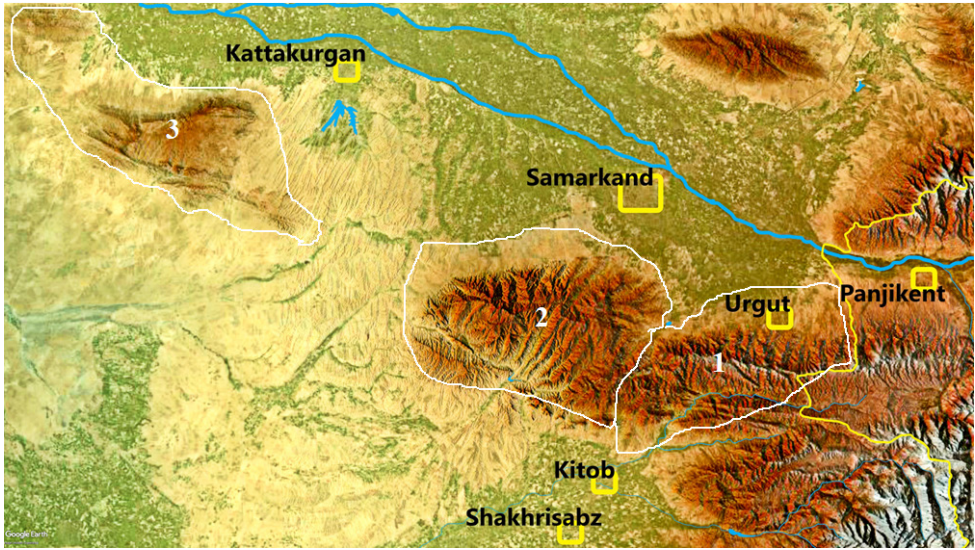 Kattakurgan
3
Samarkand
2
Urgut
Panjikent
1
Kitob
Shakhrisabz
Google Earth